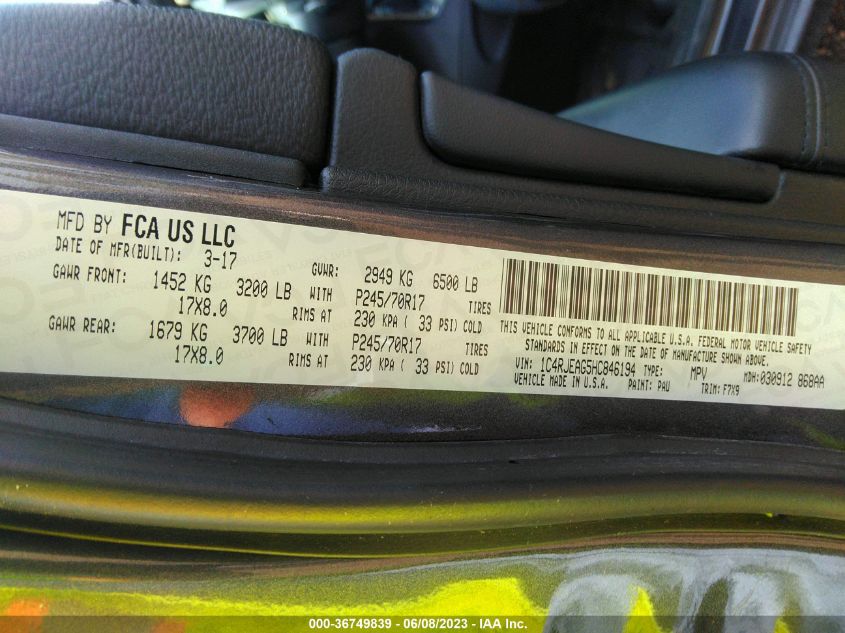 MFD BY FCA US LLC
DATE OF MFR(BUILT): 3-17
GVWR: 2949 KG 6500 LB
GAWR FRONT: 1452 KG 3200 LB WITH P245/70R17 TIRES
17X8.0 RIMS AT 230 KPA ( 33 PSI) COLD
GAWR REAR: 1679 KG 3700 LB WITH P245/70R17 TIRES
17X8.0 RIMS AT 230 KPA ( 33 PSI) COLD
THIS VEHICLE CONFORMS TO ALL APPLICABLE U.S.A. FEDERAL MOTOR VEHICLE SAFETY
STANDARDS IN EFFECT ON THE DATE OF MANUFACTURE SHOWN ABOVE.
VIN: 1C4RJEAG5HC846194 TYPE: MPV MDH:030912 868AA
VEHICLE MADE IN U.S.A. PAINT: PAU TRIM: F7X9
000-36749839 - 06/08/2023 - IAA Inc.